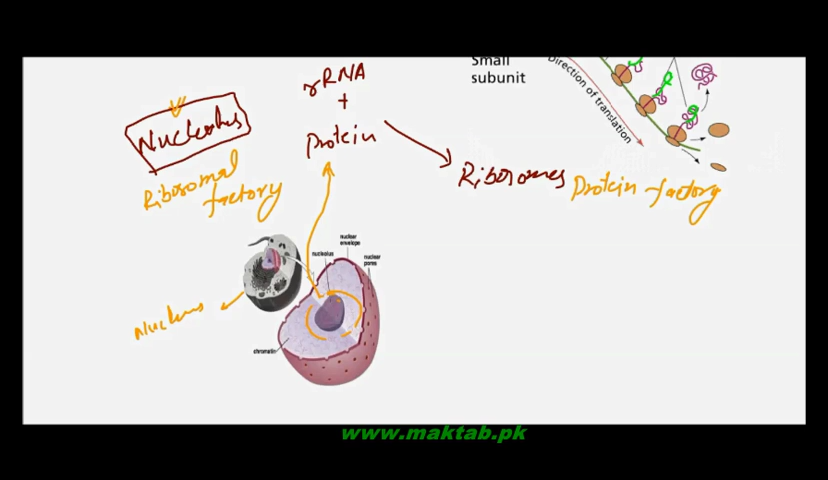 Small
subunit
Direction of translation
rRNA
+
Protein
Nucleolus
Ribosomal
factory
Ribosomes
Protein factory
nuclear
envelope
nucleolus
nuclear
pores
Nucleus
chromatin
www.maktab.pk